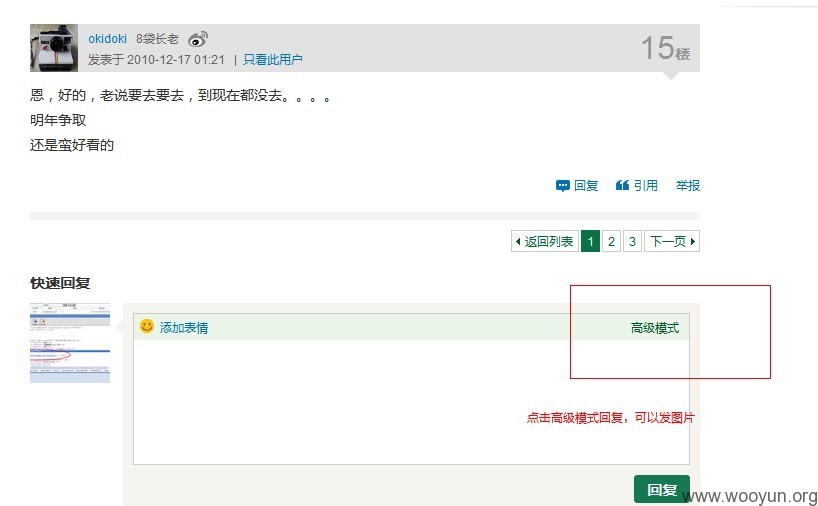 okidoki 8袋长老
发表于 2010-12-17 01:21 | 只看此用户
15楼
恩，好的，老说要去要去，到现在都没去。。。。
明年争取
还是蛮好看的
回复 引用 举报
返回列表 1 2 3 下一页
快速回复
添加表情 高级模式
点击高级模式回复，可以发图片
回复
www.wooyun.org